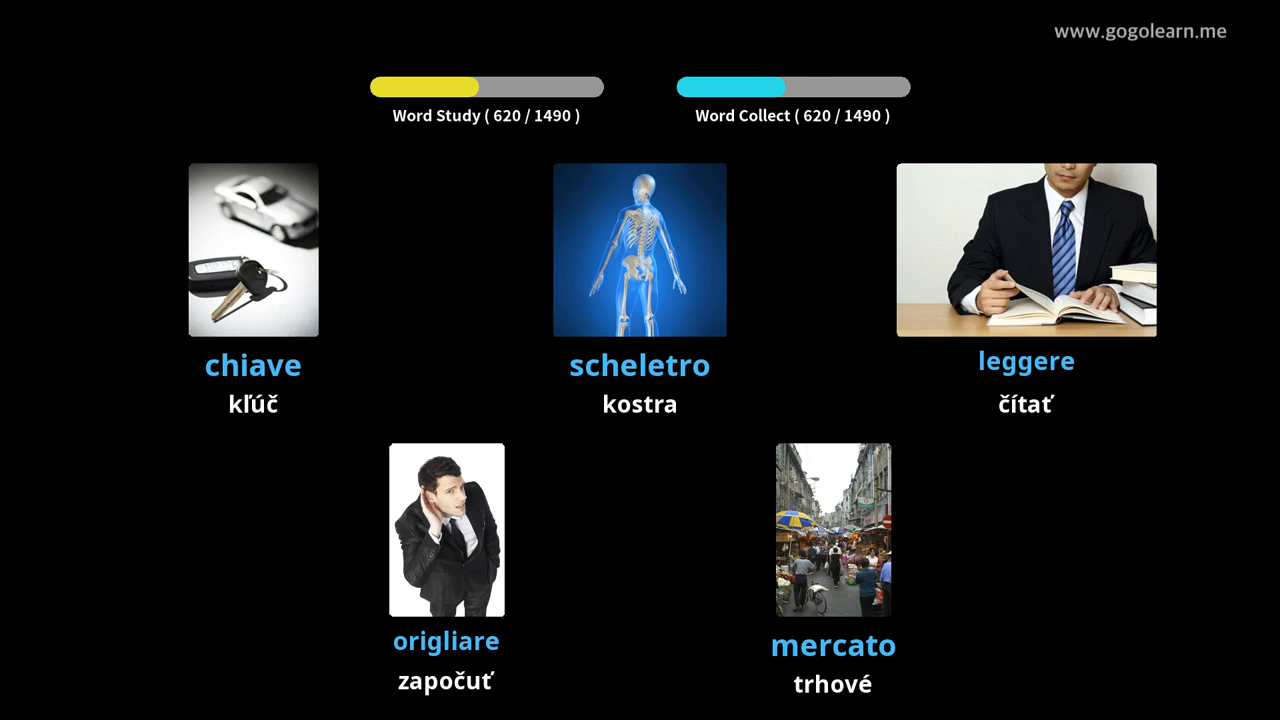 www.gogolearn.me
Word Study ( 620 / 1490 )
Word Collect ( 620 / 1490 )
chiave
kľúč
scheletro
kostra
leggere
čítať
origliare
započuť
mercato
trhové